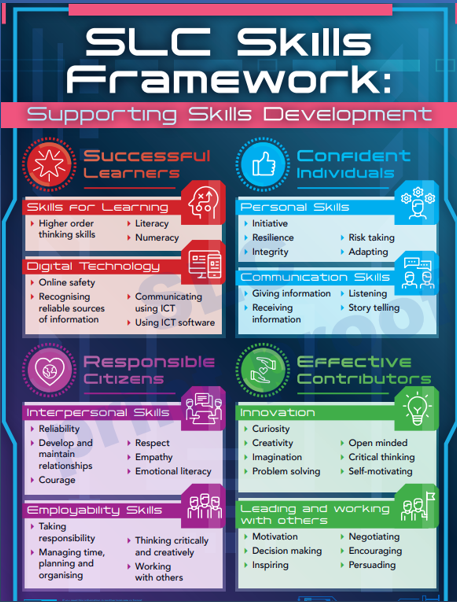 SLC Skills
Framework:
Supporting Skills Development
Successful
Learners
Skills for Learning
Higher order
thinking skills
Literacy
Numeracy
Digital Technology
Online safety
Recognising
reliable sources
of information
Communicating
using ICT
Using ICT software
Confident
Individuals
Personal Skills
Initiative
Resilience
Integrity
Risk taking
Adapting
Communication Skills
Giving information
Receiving
information
Listening
Story telling
Responsible
Citizens
Interpersonal Skills
Reliability
Develop and
maintain
relationships
Courage
Respect
Empathy
Emotional literacy
Employability Skills
Taking
responsibility
Managing time,
planning and
organising
Thinking critically
and creatively
Working
with others
Effective
Contributors
Innovation
Curiosity
Creativity
Imagination
Problem solving
Open minded
Critical thinking
Self-motivating
Leading and working
with others
Motivation
Decision making
Inspiring
Negotiating
Encouraging
Persuading